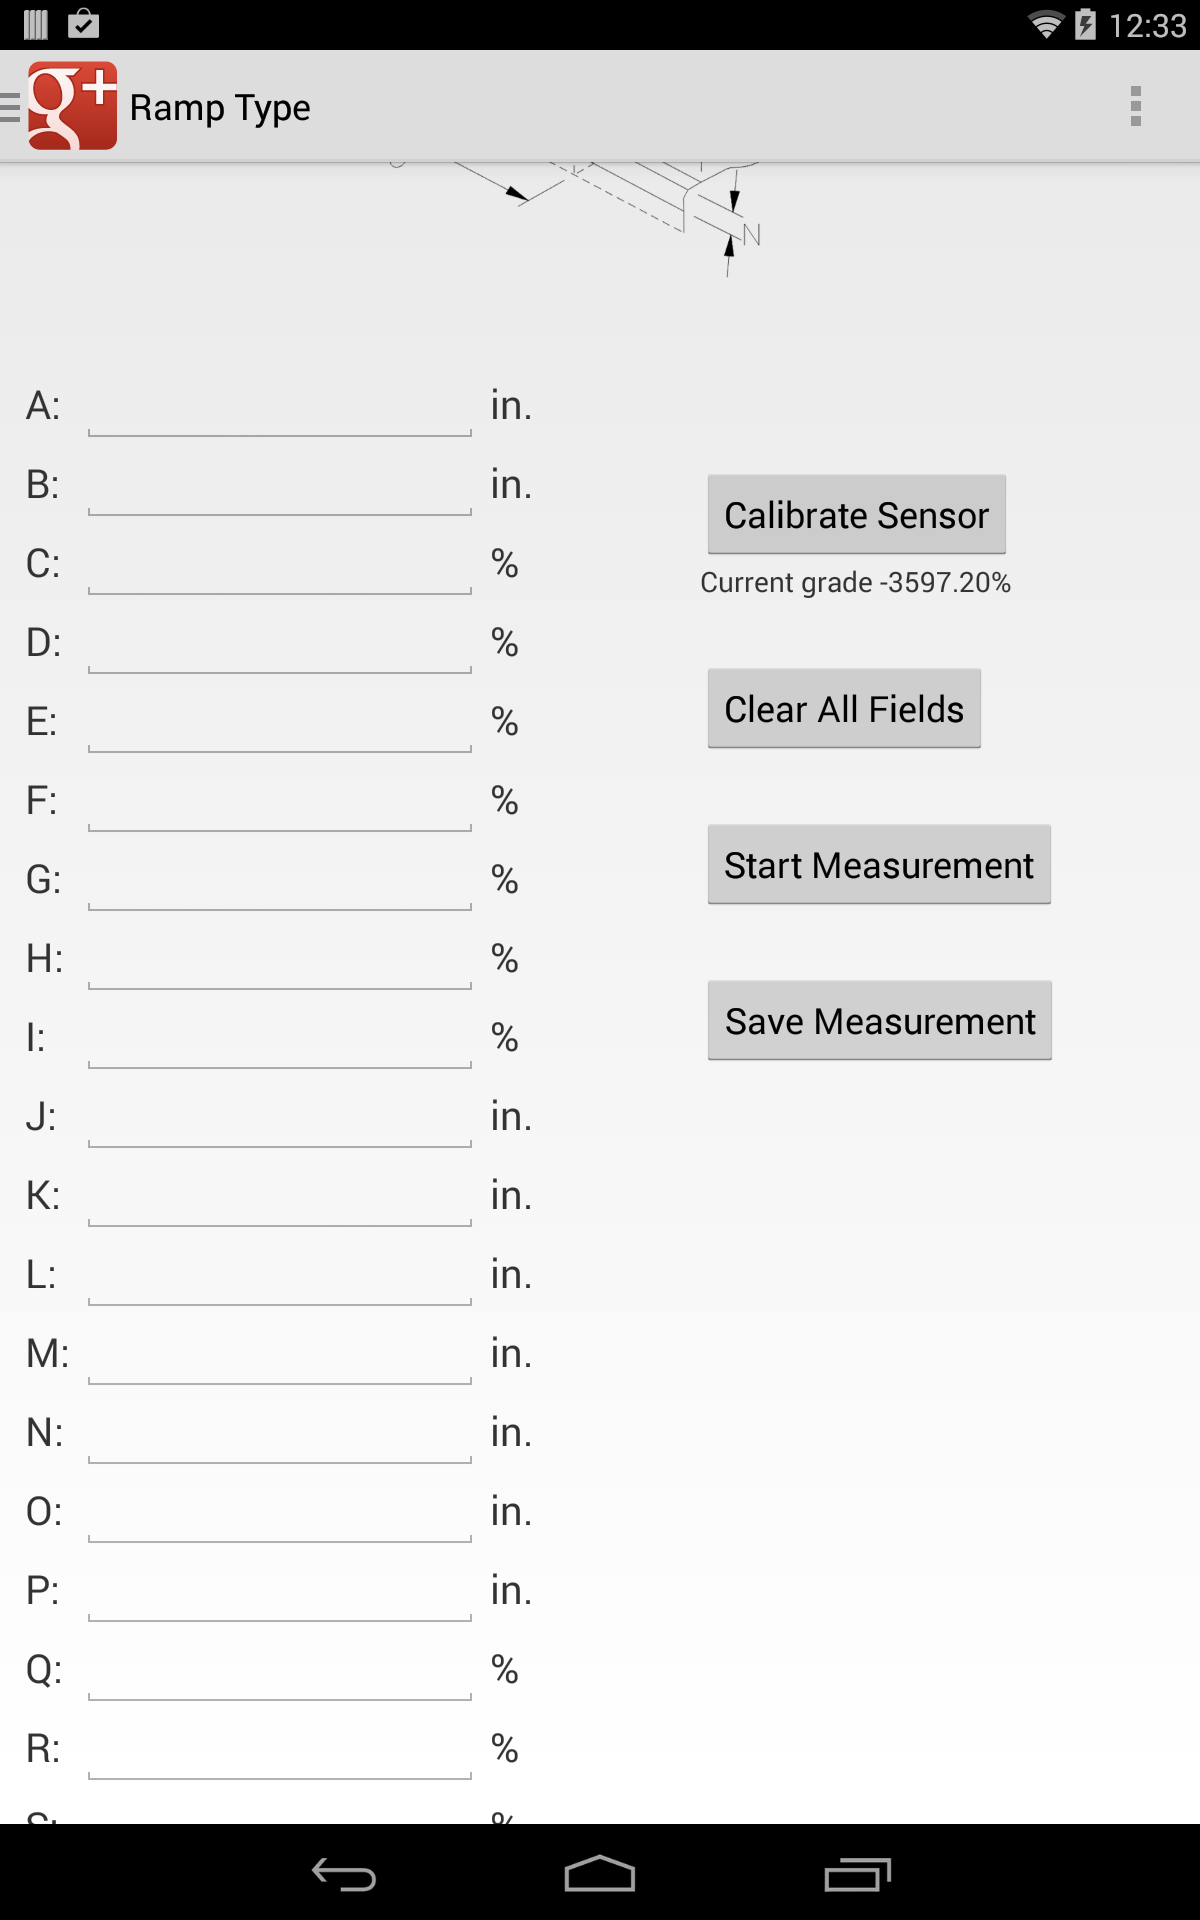 12:33
g+ Ramp Type
N
A: in.
B: in.
Calibrate Sensor
C: %
Current grade -3597.20%
D: %
E: %
Clear All Fields
F: %
G: %
Start Measurement
H: %
I: %
Save Measurement
J: in.
K: in.
L: in.
M: in.
N: in.
O: in.
P: in.
Q: %
R: %
S: %